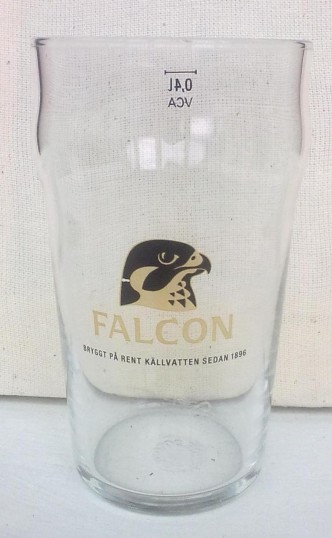 0,4L
VCA
FALCON
BRYGGT PÅ RENT KÄLLVATTEN SEDAN 1896